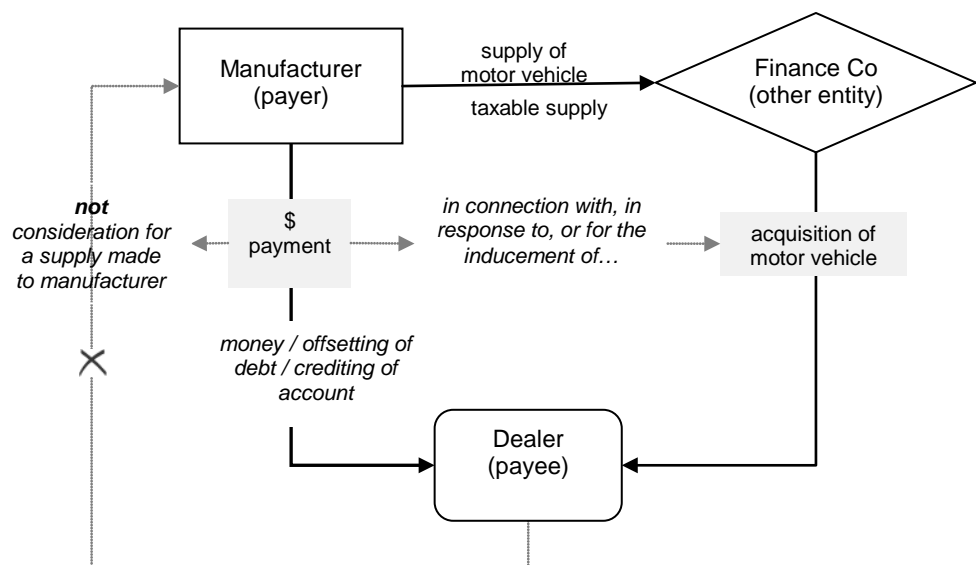 Manufacturer
(payer)
supply of
motor vehicle
taxable supply
Finance Co
(other entity)
not
consideration for
a supply made
to manufacturer
$
payment
in connection with, in
response to, or for the
inducement of…
acquisition of
motor vehicle
money / offsetting of
debt / crediting of
account
Dealer
(payee)